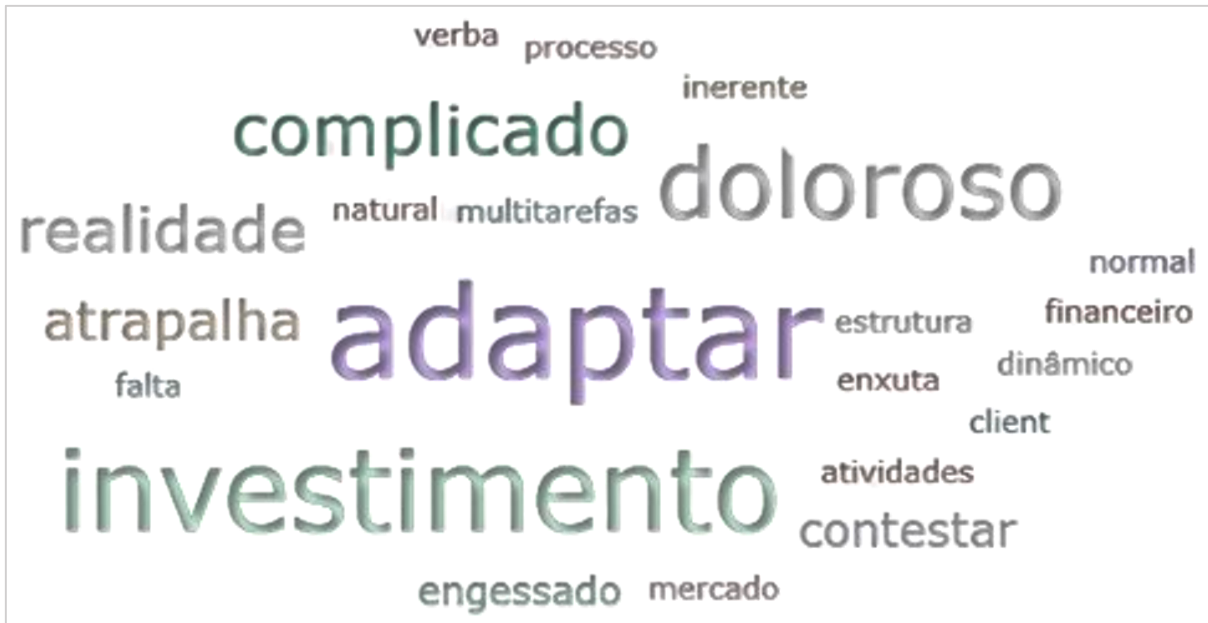 verba
processo
inerente
complicado
doloroso
realidade
natural
multitarefas
normal
atrapalha
adaptar
estrutura
financeiro
falta
enxuta
dinâmico
client
investimento
atividades
contestar
engessado
mercado